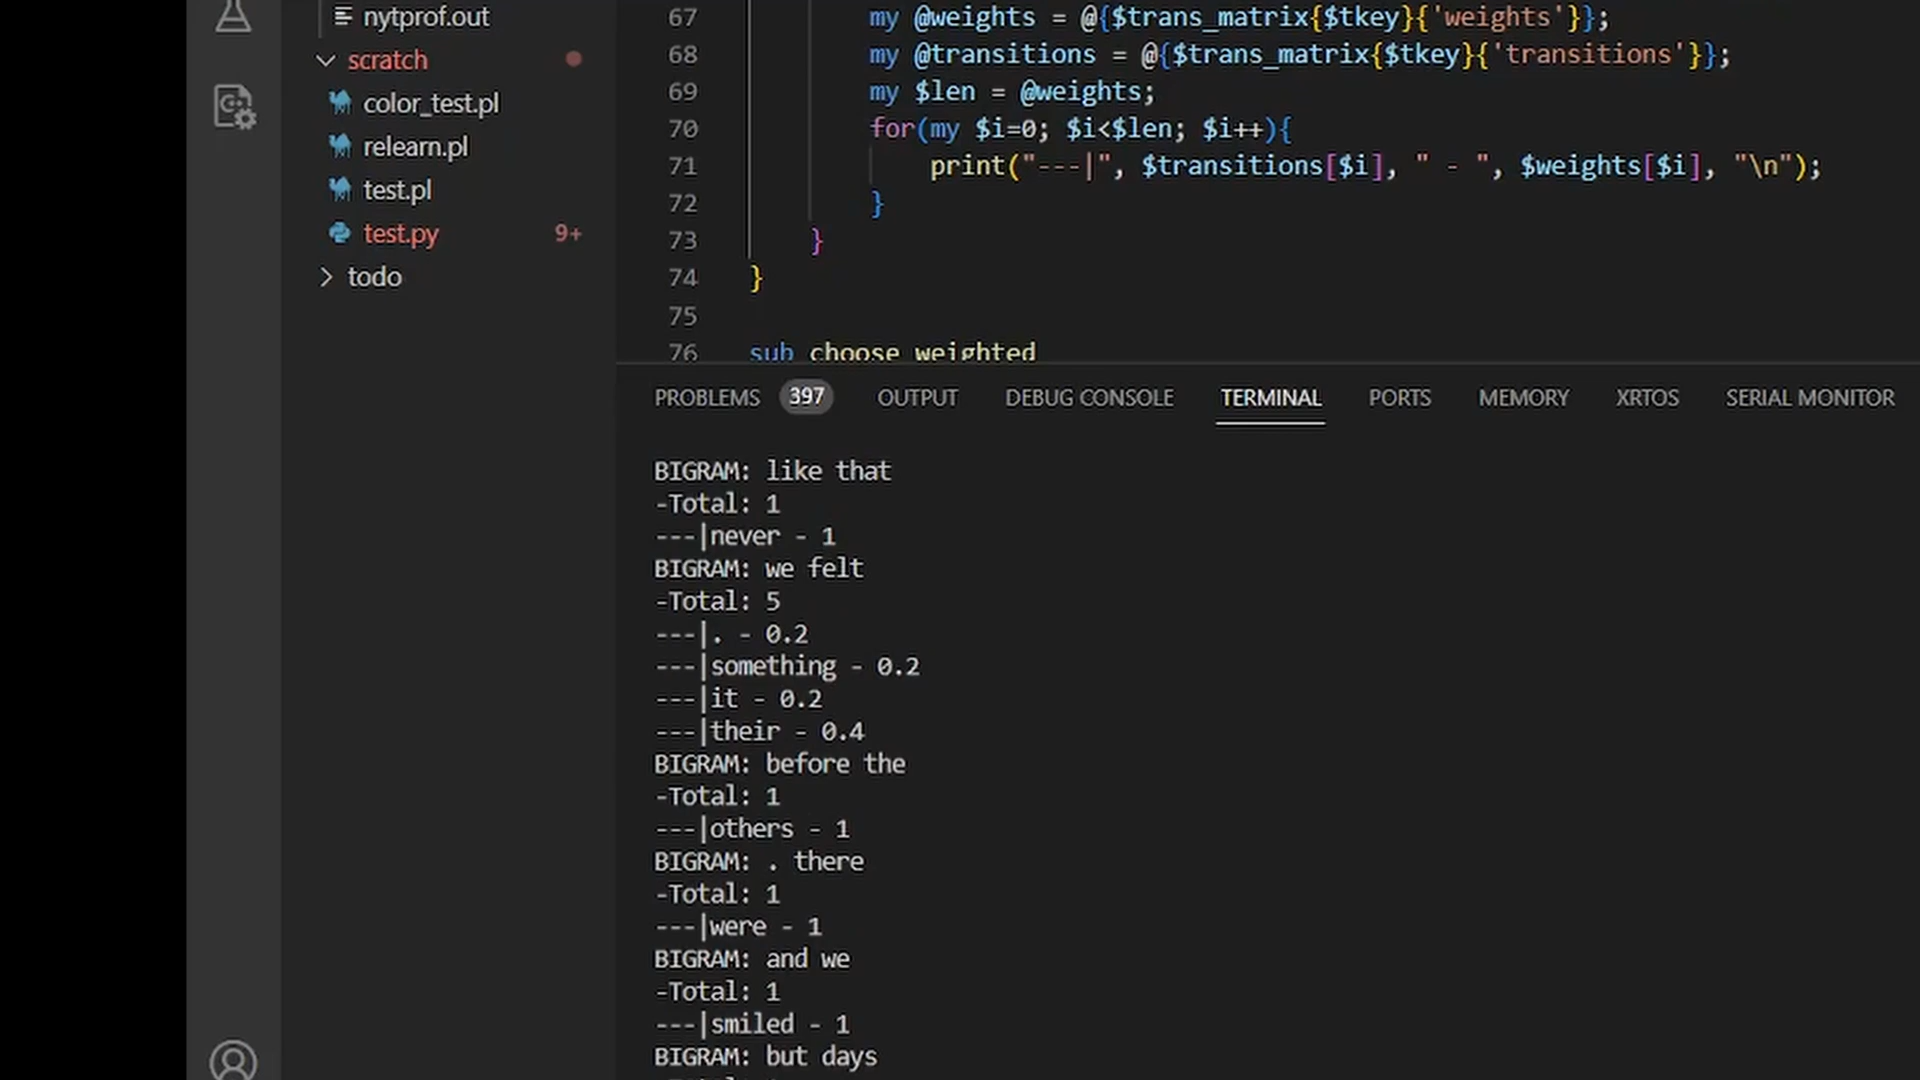 nytprof.out
scratch
color_test.pl
relearn.pl
test.pl
test.py 9+
todo
67 my @weights = @{$trans_matrix{$tkey}{'weights'}};
68 my @transitions = @{$trans_matrix{$tkey}{'transitions'}};
69 my $len = @weights;
70 for(my $i=0; $i<$len; $i++){
71 print("---|", $transitions[$i], " - ", $weights[$i], "\n");
72 }
73 }
74 }
75
76 sub choose_weighted
PROBLEMS 397 OUTPUT DEBUG CONSOLE TERMINAL PORTS MEMORY XRTOS SERIAL MONITOR
BIGRAM: like that
-Total: 1
---|never - 1
BIGRAM: we felt
-Total: 5
---|. - 0.2
---|something - 0.2
---|it - 0.2
---|their - 0.4
BIGRAM: before the
-Total: 1
---|others - 1
BIGRAM: . there
-Total: 1
---|were - 1
BIGRAM: and we
-Total: 1
---|smiled - 1
BIGRAM: but days